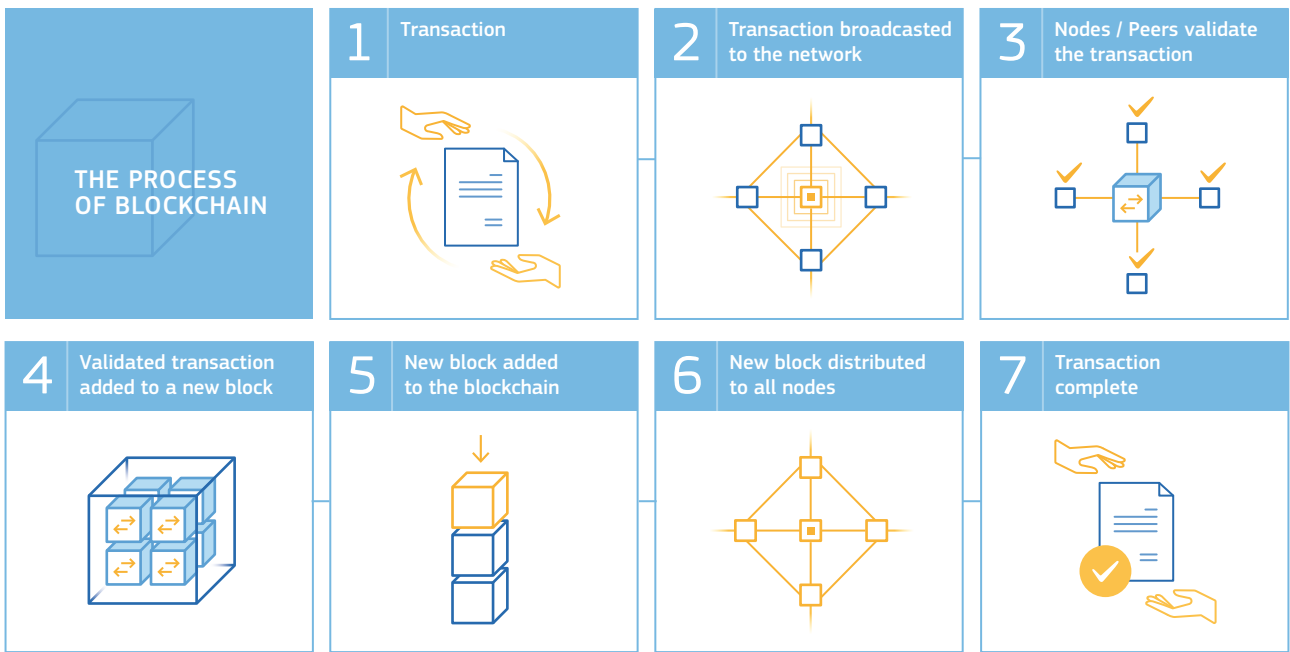 THE PROCESS
OF BLOCKCHAIN
1
Transaction
2
Transaction broadcasted
to the network
3
Nodes / Peers validate
the transaction
4
Validated transaction
added to a new block
5
New block added
to the blockchain
6
New block distributed
to all nodes
7
Transaction
complete